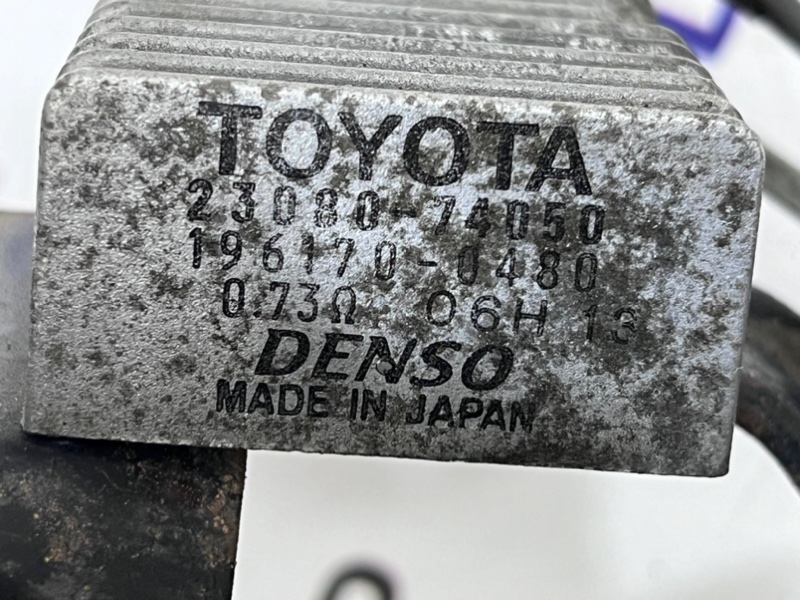 TOYOTA
23080-74050
196170-0480
0.73Ω 06H 13
DENSO
MADE IN JAPAN